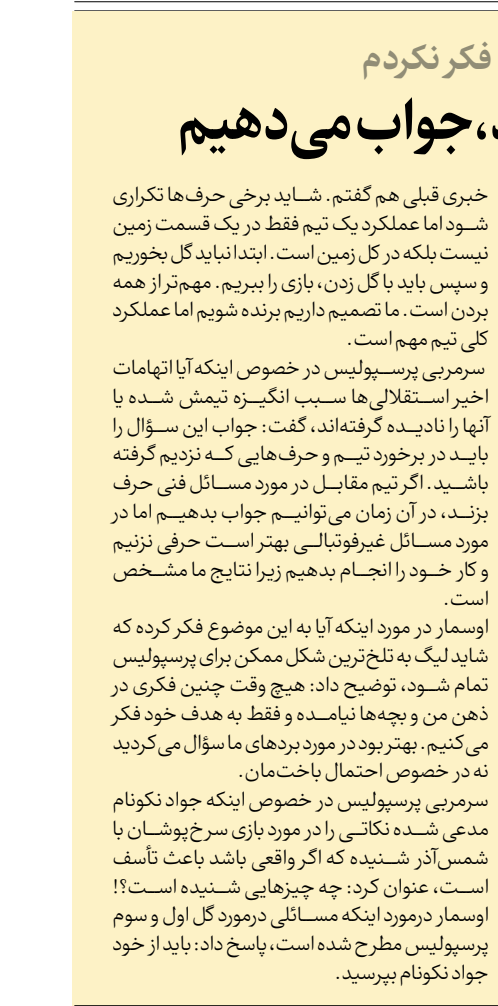 فکر نکردم
،جواب می‌دهیم
خبری قبلی هم گفتم. شاید برخی حرف‌ها تکراری
شود اما عملکرد یک تیم فقط در یک قسمت زمین
نیست بلکه در کل زمین است. ابتدا نباید گل بخوریم
و سپس باید با گل زدن، بازی را ببریم. مهم‌تر از همه
بردن است. ما تصمیم داریم برنده شویم اما عملکرد
کلی تیم مهم است.
سرمربی پرسپولیس در خصوص اینکه آیا اتهامات
اخیر استقلالی‌ها سبب انگیزه تیمش شده یا
آنها را نادیده گرفته‌اند، گفت: جواب این سؤال را
باید در برخورد تیم و حرف‌هایی که نزدیم گرفته
باشید. اگر تیم مقابل در مورد مسائل فنی حرف
بزند، در آن زمان می‌توانیم جواب بدهیم اما در
مورد مسائل غیرفوتبالی بهتر است حرفی نزنیم
و کار خود را انجام بدهیم زیرا نتایج ما مشخص
است.
اوسمار در مورد اینکه آیا به این موضوع فکر کرده که
شاید لیگ به تلخ‌ترین شکل ممکن برای پرسپولیس
تمام شود، توضیح داد: هیچ وقت چنین فکری در
ذهن من و بچه‌ها نیامده و فقط به هدف خود فکر
می‌کنیم. بهتر بود در مورد بردهای ما سؤال می‌کردید
نه در خصوص احتمال باخت‌مان.
سرمربی پرسپولیس در خصوص اینکه جواد نکونام
مدعی شده نکاتی را در مورد بازی سرخ‌پوشان با
شمس‌آذر شنیده که اگر واقعی باشد باعث تأسف
است، عنوان کرد: چه چیزهایی شنیده است؟!
اوسمار درمورد اینکه مسائلی درمورد گل اول و سوم
پرسپولیس مطرح شده است، پاسخ داد: باید از خود
جواد نکونام بپرسید.